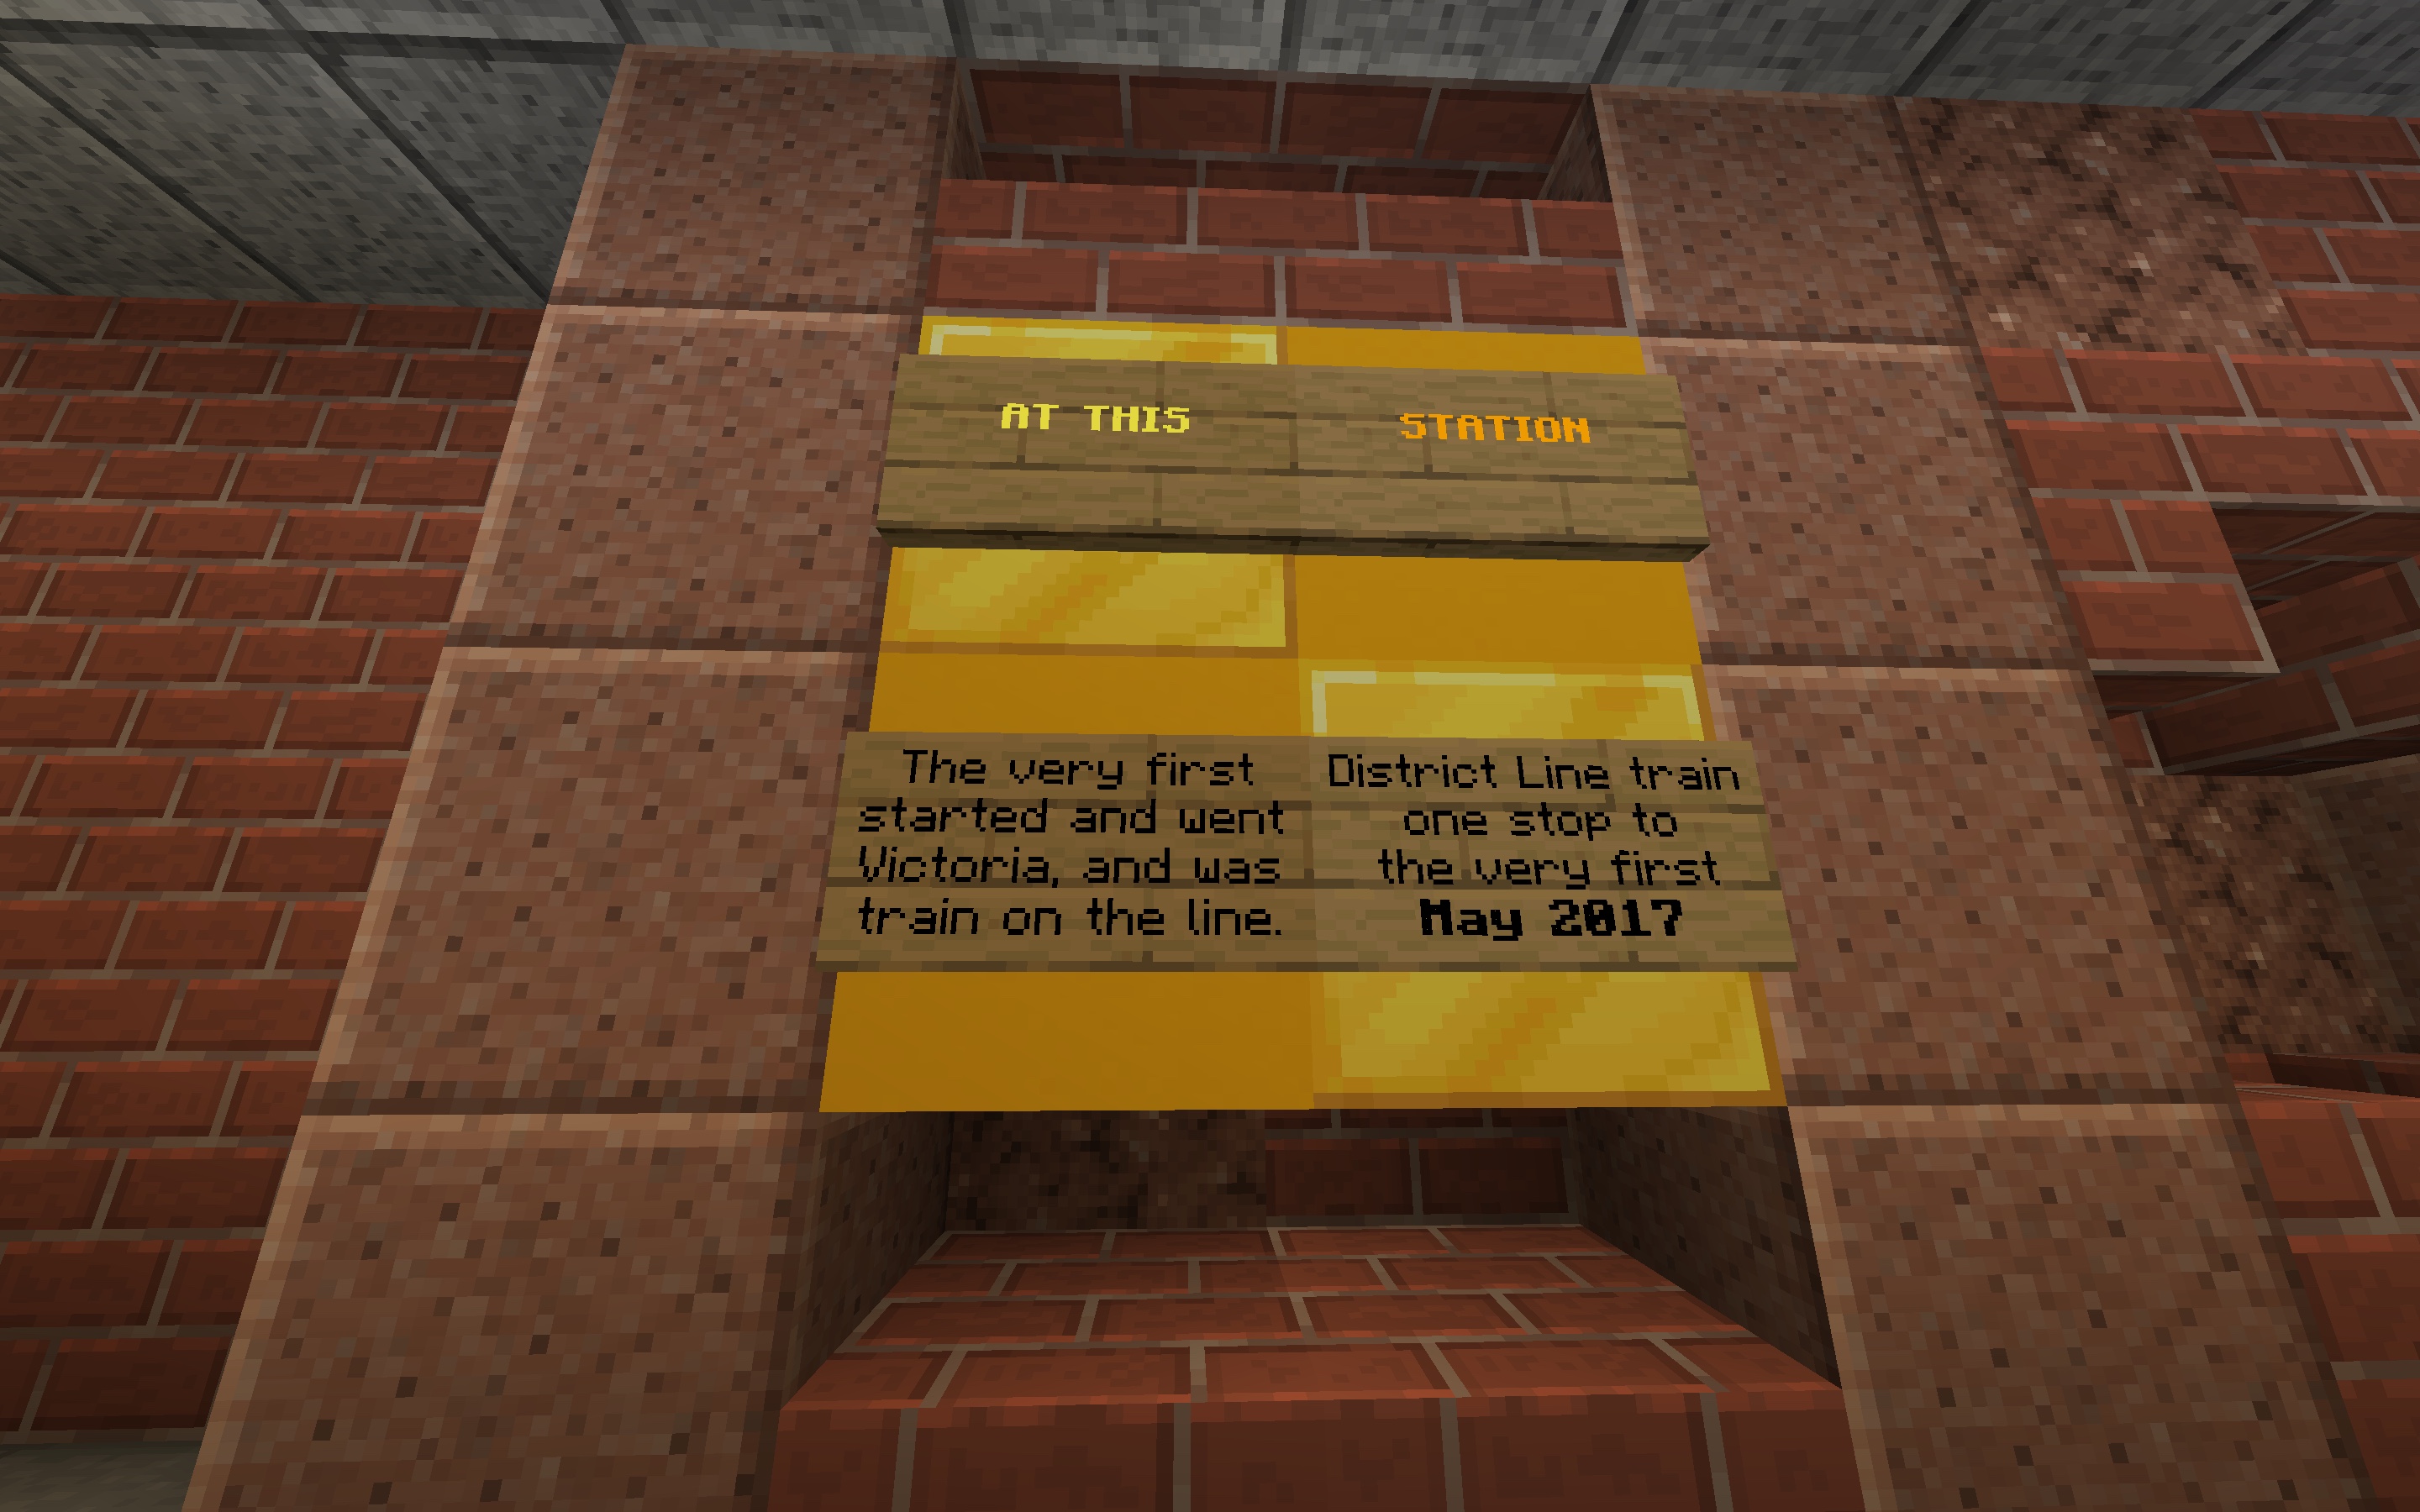 AT THIS STATION
The very first District Line train
started and went one stop to
Victoria, and was the very first
train on the line. May 2017